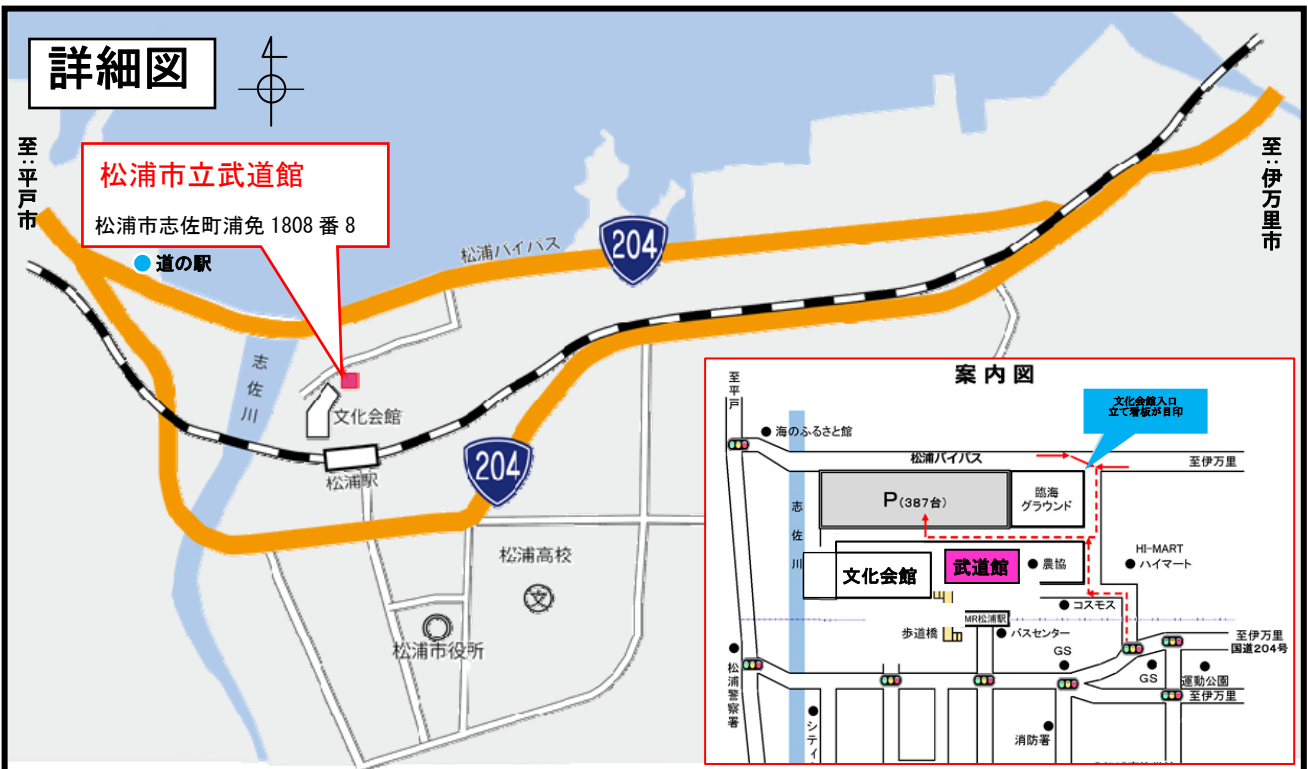 詳細図
4
至:平戸市
松浦市立武道館
松浦市志佐町浦免 1808 番 8
道の駅
松浦バイパス
204
至:伊万里市
志佐川
文化会館
松浦駅
204
松浦高校
文
松浦市役所
案内図
至平戸
文化会館入口
立て看板が目印
海のふるさと館
松浦バイパス
至伊万里
P(387台)
臨海
グラウンド
志佐川
文化会館
武道館
農協
HI-MART
ハイマート
コスモス
MR松浦駅
歩道橋
バスセンター
至伊万里
国道204号
GS
GS
運動公園
至伊万里
松浦警察署
シティ
消防署